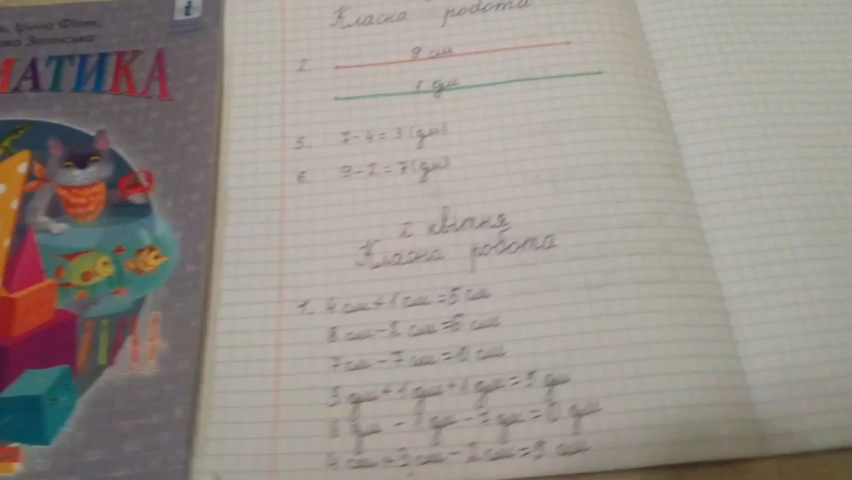 Ірина Філяк,
МАТИКА
Класна робота
2. 9 см
1 дм
5. 7-4=3 (дм)
6. 9-2=7 (дм)
2 квітня
Класна робота
1. 4 см+1 см=5 см
8 см-2 см=6 см
7 см-7 см=0 см
3 дм+1 дм+1 дм=5 дм
дм - 1 дм - дм=0 дм
4 см+3 см-2 см=5 см